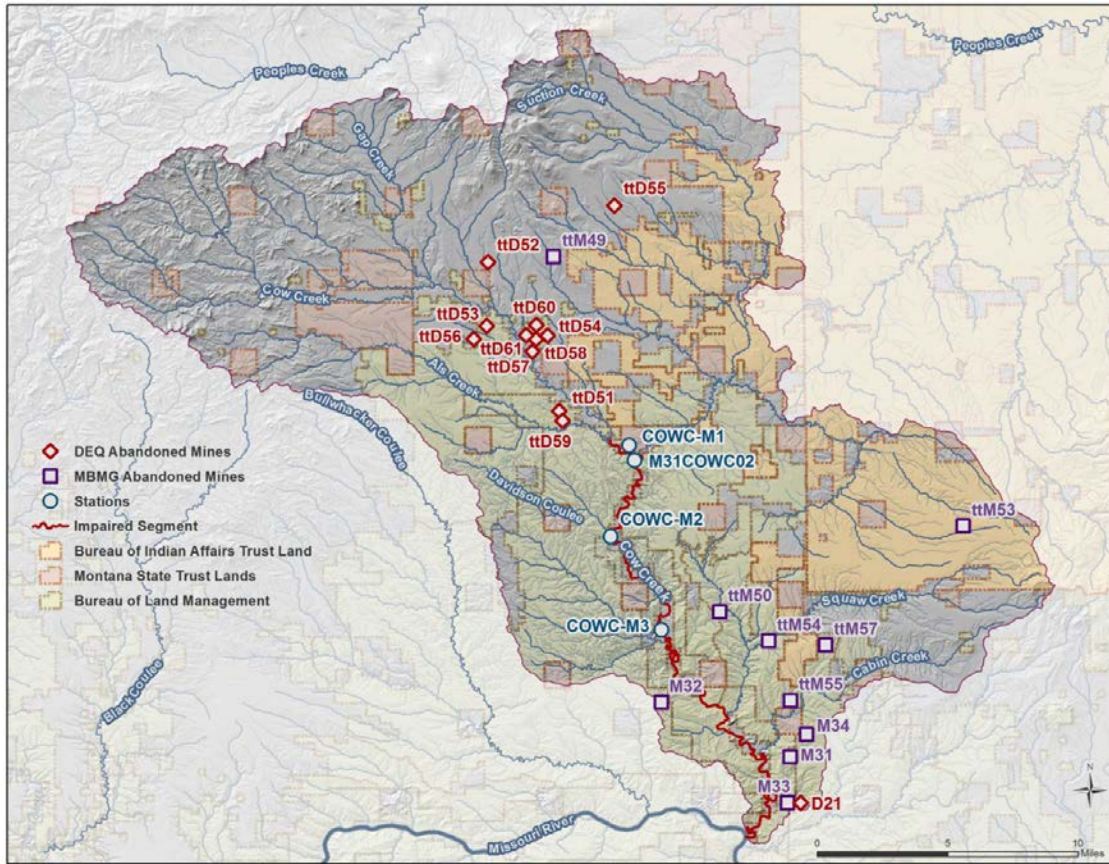 Peoples Creek
Peoples Creek
Suction Creek
Gap Creek
ttD55
ttD52
ttM49
Cow Creek
ttD60
ttD53
ttD54
ttD56
ttD61
ttD58
ttD57
Als Creek
ttD51
Bullwhacker Coulee
ttD59
COWC-M1
M31COWC02
DEQ Abandoned Mines
MBMG Abandoned Mines
Stations
Impaired Segment
Bureau of Indian Affairs Trust Land
Montana State Trust Lands
Bureau of Land Management
Davidson Coulee
ttM53
COWC-M2
Cow Creek
Squaw Creek
ttM50
COWC-M3
ttM54
ttM57
Cabin Creek
Black Coulee
M32
ttM55
M34
M31
M33
D21
N
Missouri River
0 5 10
Miles